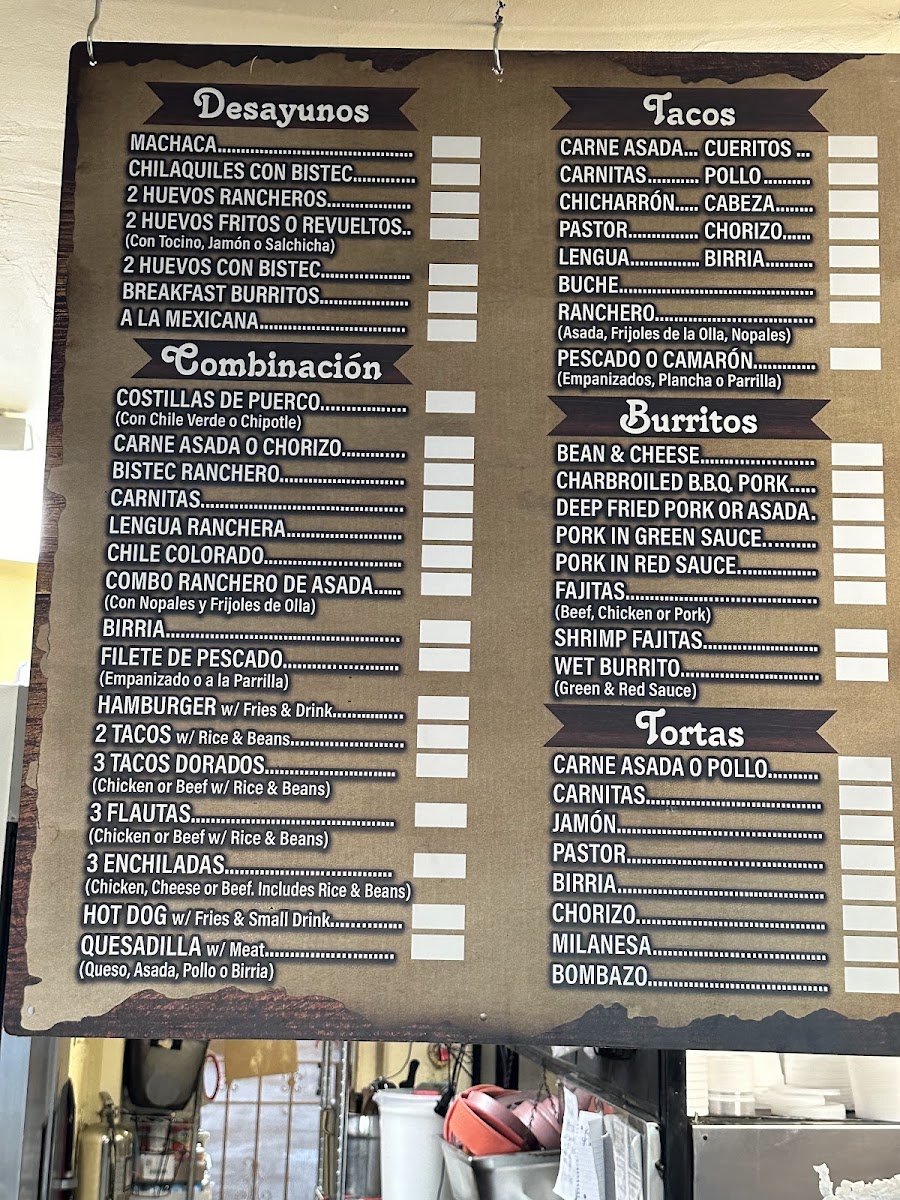 Desayunos
MACHACA................................................
CHILAQUILES CON BISTEC...............
2 HUEVOS RANCHEROS.....................
2 HUEVOS FRITOS O REVUELTOS..
(Con Tocino, Jamón o Salchicha)
2 HUEVOS CON BISTEC......................
BREAKFAST BURRITOS......................
A LA MEXICANA....................................
Combinación
COSTILLAS DE PUERCO.....................
(Con Chile Verde o Chipotle)
CARNE ASADA O CHORIZO...............
BISTEC RANCHERO..............................
CARNITAS.................................................
LENGUA RANCHERA.............................
CHILE COLORADO..................................
COMBO RANCHERO DE ASADA......
(Con Nopales y Frijoles de Olla)
BIRRIA.........................................................
FILETE DE PESCADO............................
(Empanizado o a la Parrilla)
HAMBURGER w/ Fries & Drink.................
2 TACOS w/ Rice & Beans...........................
3 TACOS DORADOS................................
(Chicken or Beef w/ Rice & Beans)
3 FLAUTAS.................................................
(Chicken or Beef w/ Rice & Beans)
3 ENCHILADAS.........................................
(Chicken, Cheese or Beef. Includes Rice & Beans)
HOT DOG w/ Fries & Small Drink.................
QUESADILLA w/ Meat................................
(Queso, Asada, Pollo o Birria)
Tacos
CARNE ASADA... CUERITOS ...
CARNITAS........... POLLO ..........
CHICHARRÓN..... CABEZA........
PASTOR............... CHORIZO......
LENGUA............... BIRRIA..........
BUCHE...............................................
RANCHERO......................................
(Asada, Frijoles de la Olla, Nopales)
PESCADO O CAMARÓN...............
(Empanizados, Plancha o Parrilla)
Burritos
BEAN & CHEESE............................
CHARBROILED B.B.Q. PORK.....
DEEP FRIED PORK OR ASADA.
PORK IN GREEN SAUCE..........
PORK IN RED SAUCE...................
FAJITAS..............................................
(Beef, Chicken or Pork)
SHRIMP FAJITAS...........................
WET BURRITO.................................
(Green & Red Sauce)
Tortas
CARNE ASADA O POLLO............
CARNITAS.........................................
JAMÓN................................................
PASTOR..............................................
BIRRIA.................................................
CHORIZO............................................
MILANESA.........................................
BOMBAZO.........................................